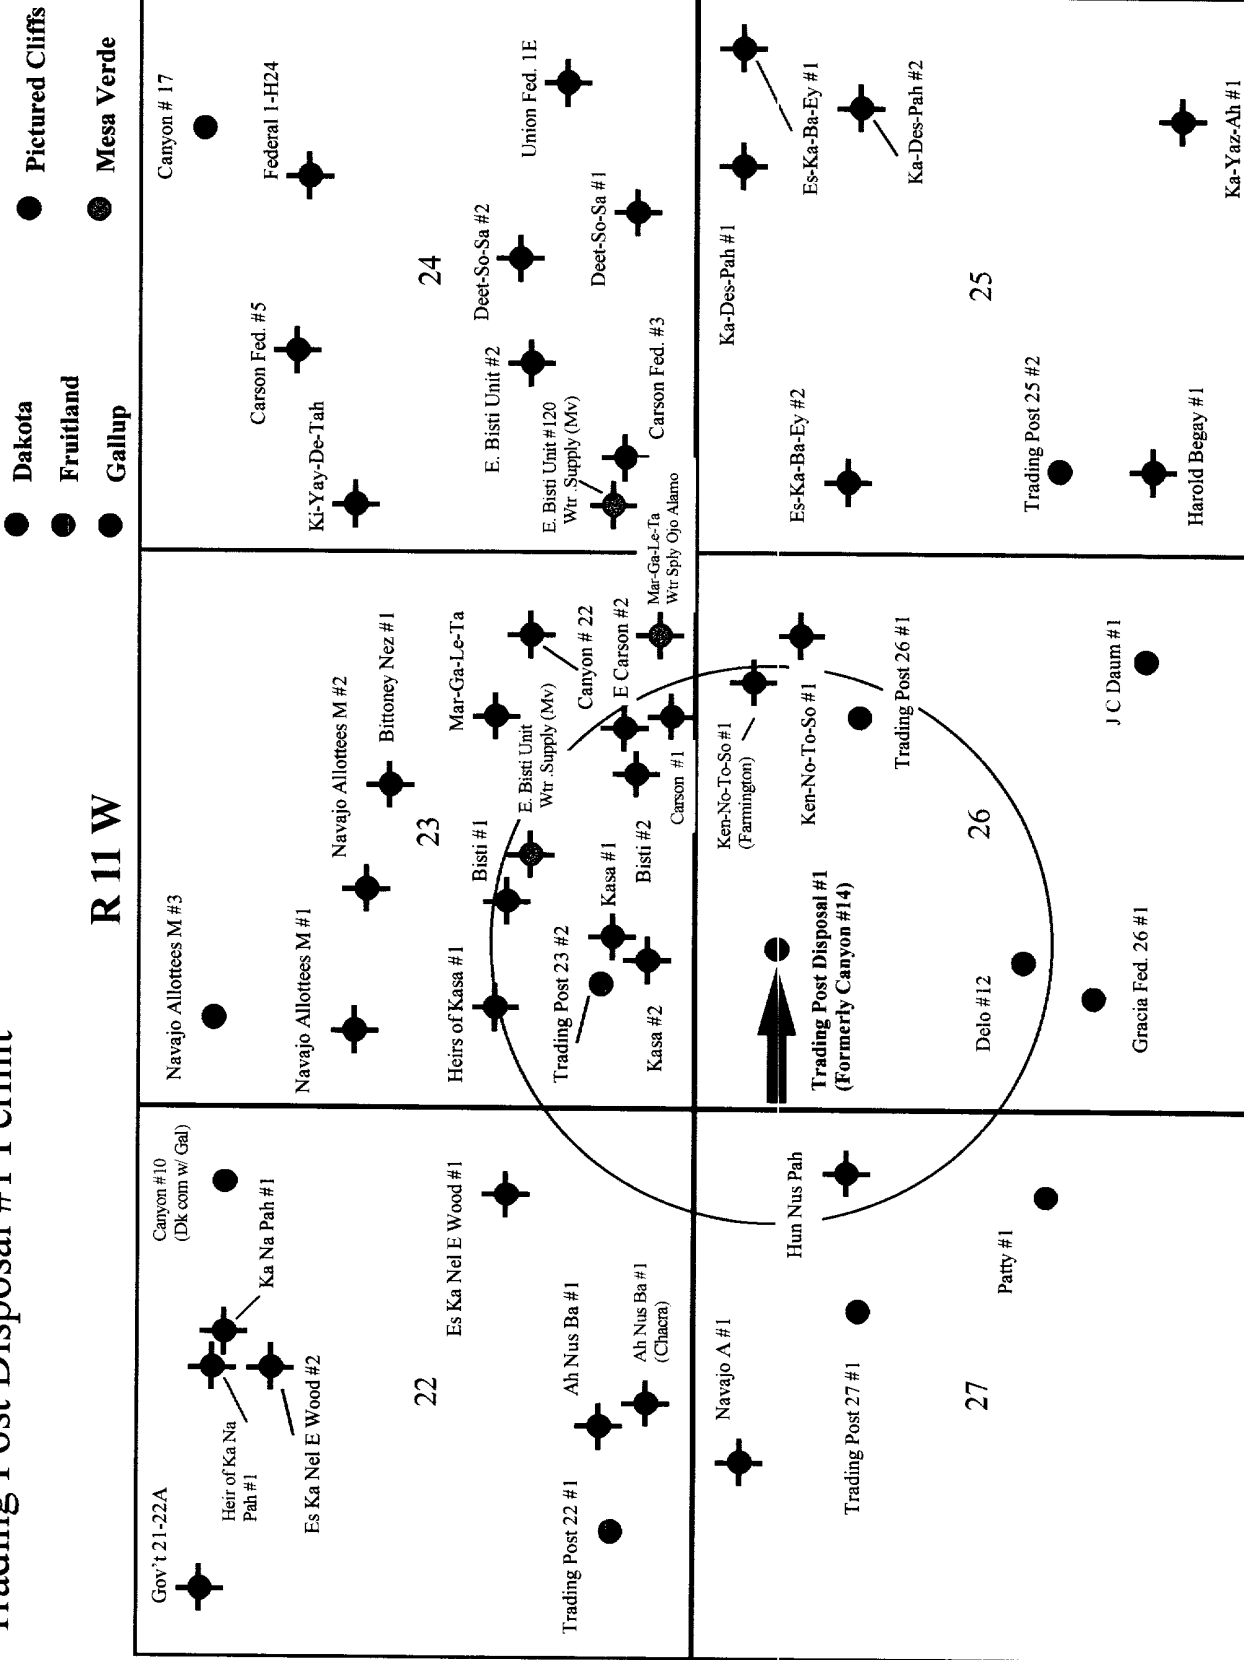 Trading Post Disposal #1 Permit
Dakota
Fruitland
Gallup
Pictured Cliffs
Mesa Verde
R 11 W
Gov't 21-22A
Heir of Ka Na
Pah #1
Es Ka Nel E Wood #2
Ka Na Pah #1
Canyon #10
(Dk com w/ Gal)
22
Es Ka Nel E Wood #1
Trading Post 22 #1
Ah Nus Ba #1
Ah Nus Ba #1
(Chacra)
Navajo Allottees M #3
Navajo Allottees M #1
Navajo Allottees M #2
Bittoney Nez #1
23
Heirs of Kasa #1
Bisti #1
Mar-Ga-Le-Ta
E. Bisti Unit
Wtr .Supply (Mv)
Canyon # 22
Trading Post 23 #2
Kasa #1
Kasa #2
Bisti #2
E Carson #2
Carson #1
Mar-Ga-Le-Ta
Wtr Sply Ojo Alamo
Canyon # 17
Federal 1-H24
Carson Fed. #5
Ki-Yay-De-Tah
24
E. Bisti Unit #2
Deet-So-Sa #2
Union Fed. 1E
E. Bisti Unit #120
Wtr .Supply (Mv)
Deet-So-Sa #1
Carson Fed. #3
Navajo A #1
Hun Nus Pah
Trading Post 27 #1
27
Patty #1
Ken-No-To-So #1
(Farmington)
Ken-No-To-So #1
Trading Post Disposal #1
(Formerly Canyon #14)
Trading Post 26 #1
26
Delo #12
J C Daum #1
Gracia Fed. 26 #1
Ka-Des-Pah #1
Es-Ka-Ba-Ey #1
Es-Ka-Ba-Ey #2
Ka-Des-Pah #2
25
Trading Post 25 #2
Harold Begay #1
Ka-Yaz-Ah #1